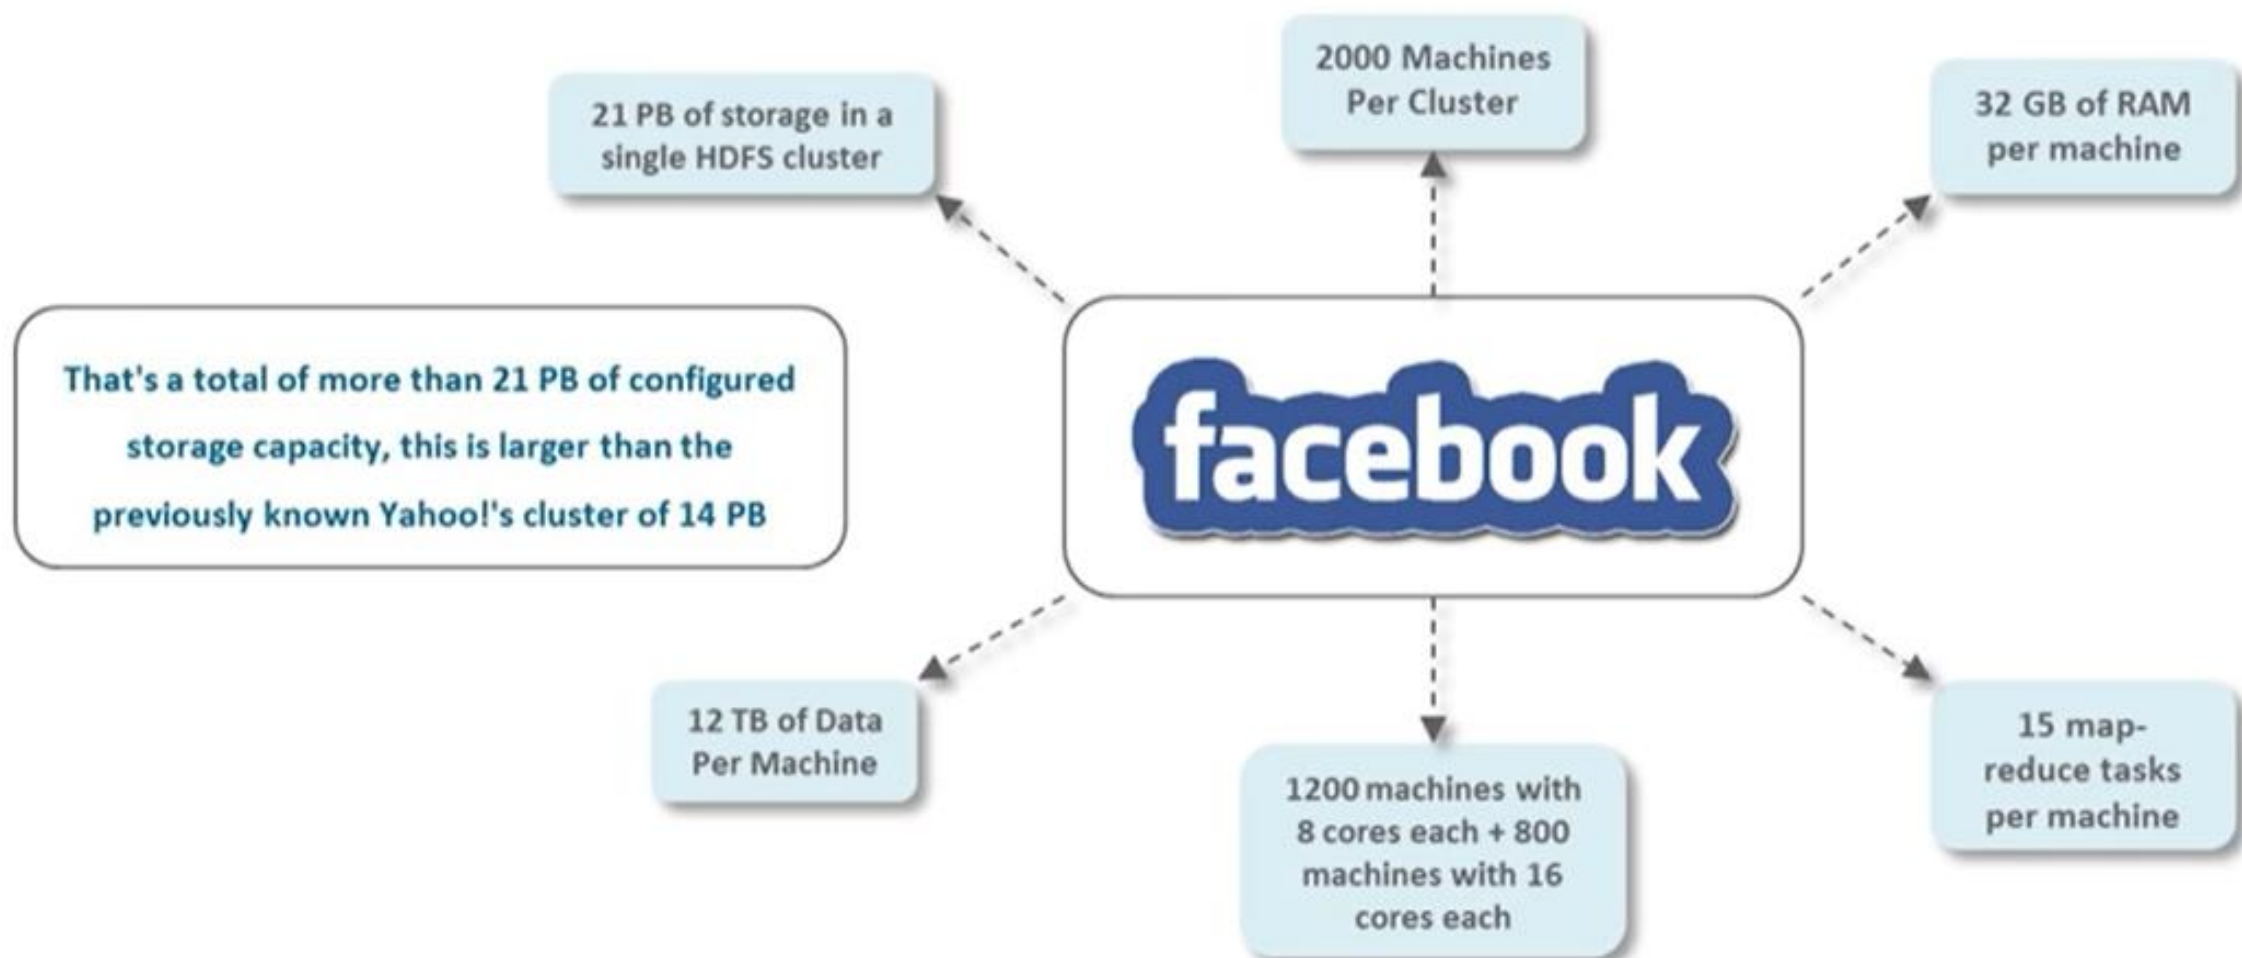 2000 Machines
Per Cluster
21 PB of storage in a
single HDFS cluster
32 GB of RAM
per machine
That's a total of more than 21 PB of configured
storage capacity, this is larger than the
previously known Yahoo!'s cluster of 14 PB
facebook
12 TB of Data
Per Machine
1200 machines with
8 cores each + 800
machines with 16
cores each
15 map-
reduce tasks
per machine